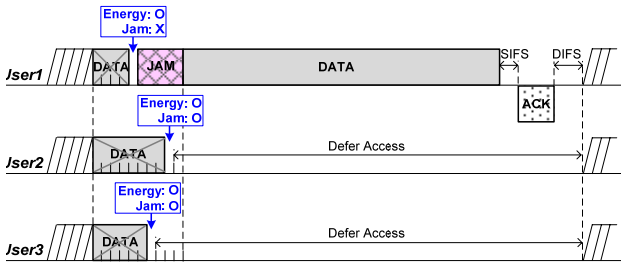 Energy: O
Jam: X
SIFS
DIFS
DATA
JAM
DATA
User1
ACK
Energy: O
Jam: O
Defer Access
DATA
User2
Energy: O
Jam: O
Defer Access
DATA
User3